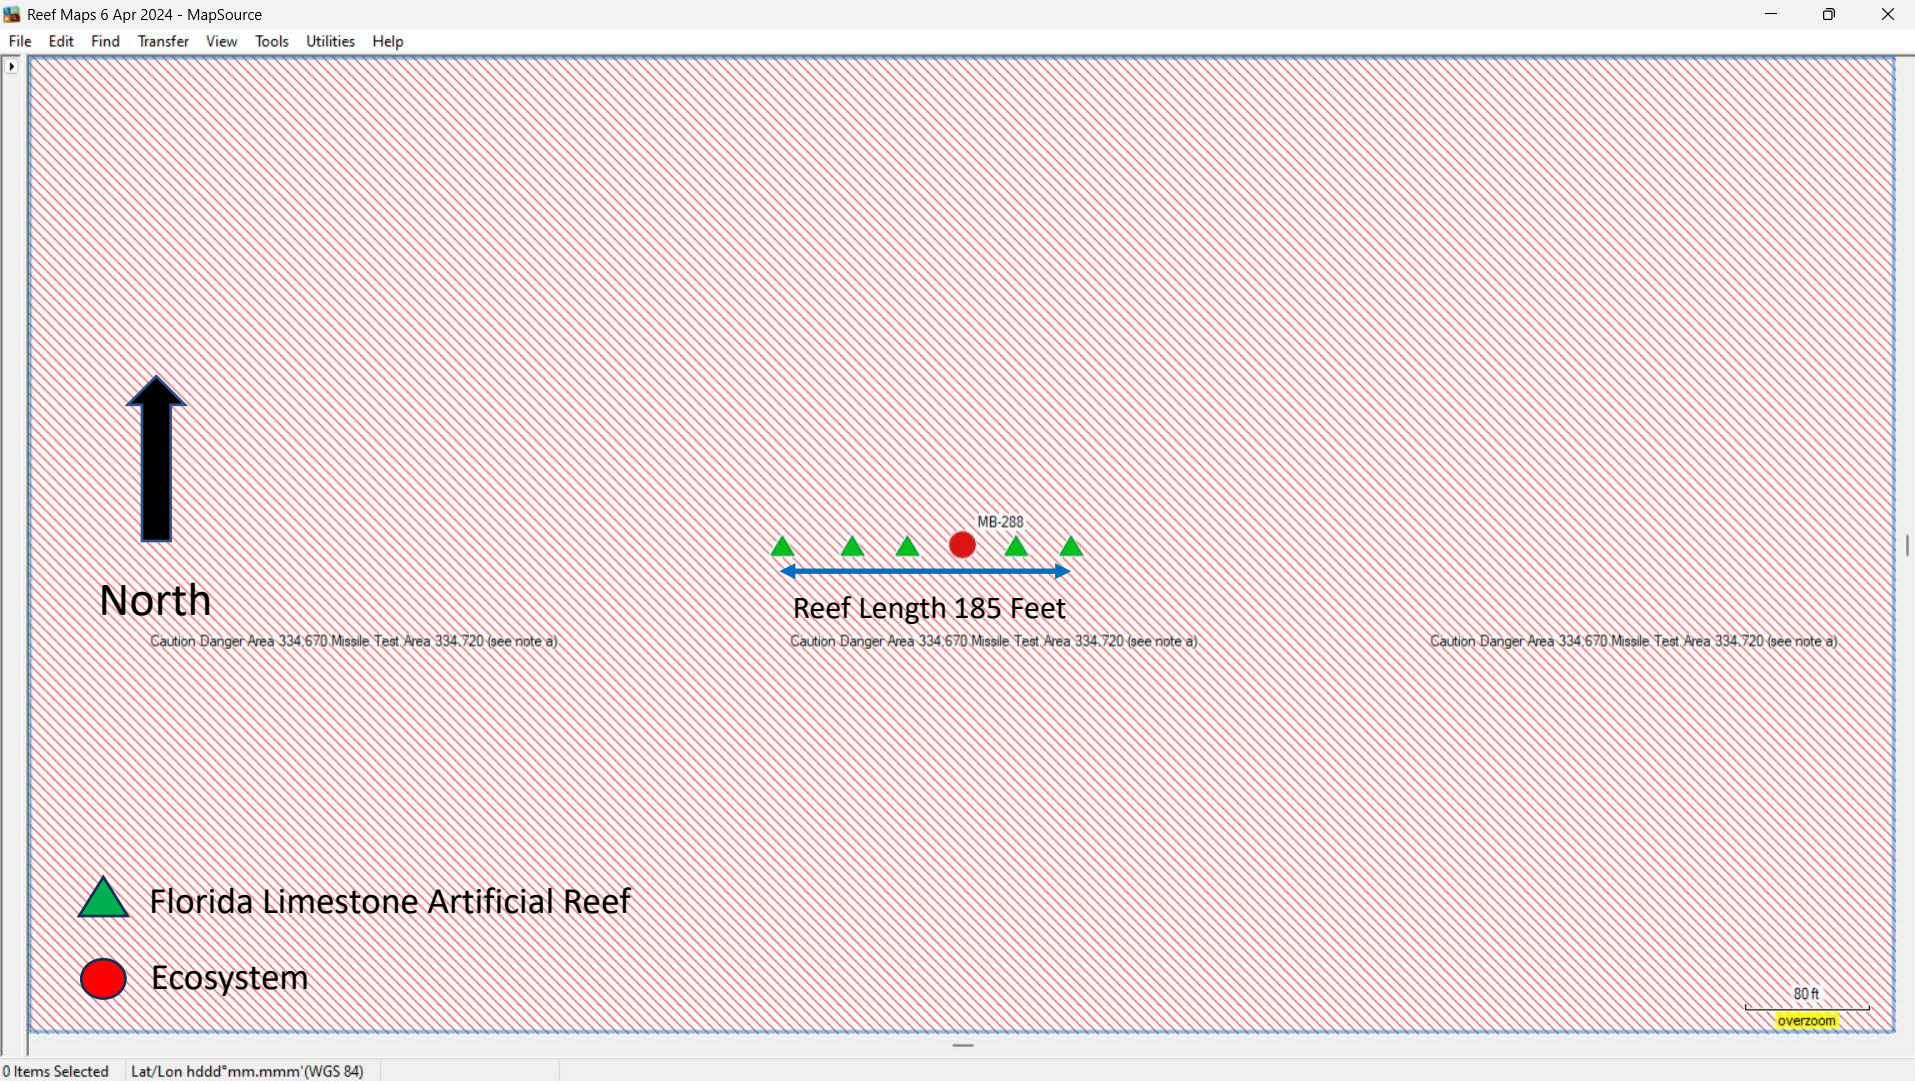 Reef Maps 6 Apr 2024 - MapSource
File Edit Find Transfer View Tools Utilities Help
MB-288
Reef Length 185 Feet
North
Caution Danger Area 334.670 Missile Test Area 334.720 (see note a) Caution Danger Area 334.670 Missile Test Area 334.720 (see note a) Caution Danger Area 334.670 Missile Test Area 334.720 (see note a)
Florida Limestone Artificial Reef
Ecosystem
80 ft
overzoom
0 Items Selected Lat/Lon hddd°mm.mmm'(WGS 84)